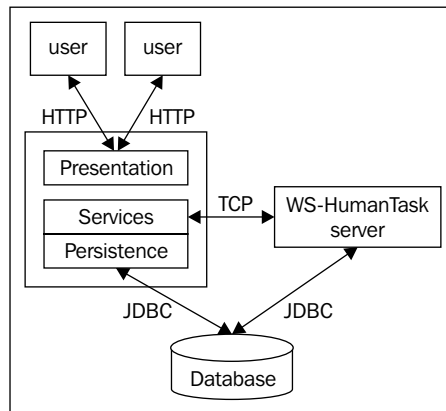 user
user
HTTP
HTTP
Presentation
Services
TCP
WS-HumanTask
server
Persistence
JDBC
JDBC
Database